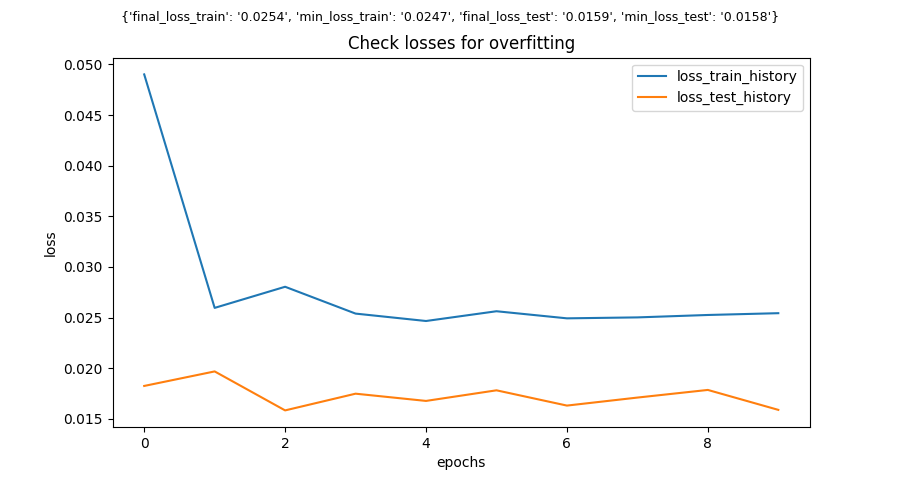 {'final_loss_train': '0.0254', 'min_loss_train': '0.0247', 'final_loss_test': '0.0159', 'min_loss_test': '0.0158'}
Check losses for overfitting
loss_train_history
loss_test_history
0.050
0.045
0.040
0.035
0.030
0.025
0.020
0.015
loss
0 2 4 6 8
epochs